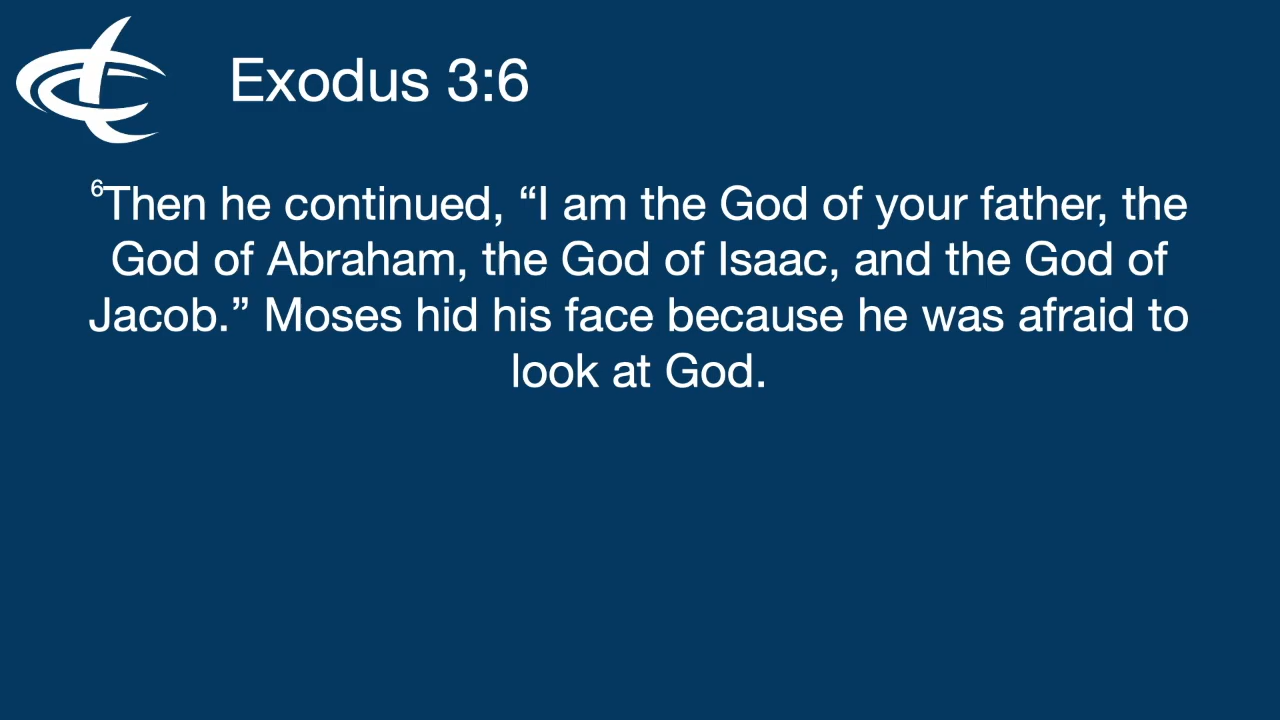 Exodus 3:6
⁶Then he continued, “I am the God of your father, the
God of Abraham, the God of Isaac, and the God of
Jacob.” Moses hid his face because he was afraid to
look at God.